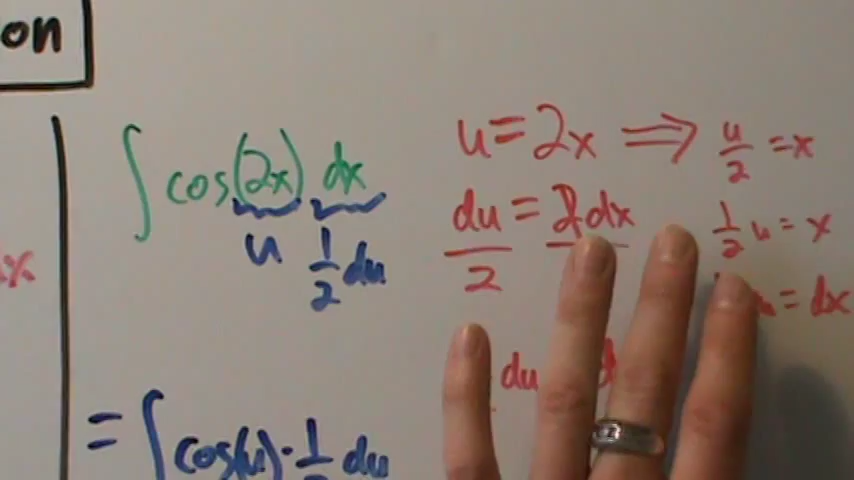 on
∫ cos(2x) dx
u 1/2 du
= ∫ cos(u) · 1/2 du
dx
u = 2x ⟹ u/2 = x
du/2 = 2dx
1/2 u = x
= dx
du